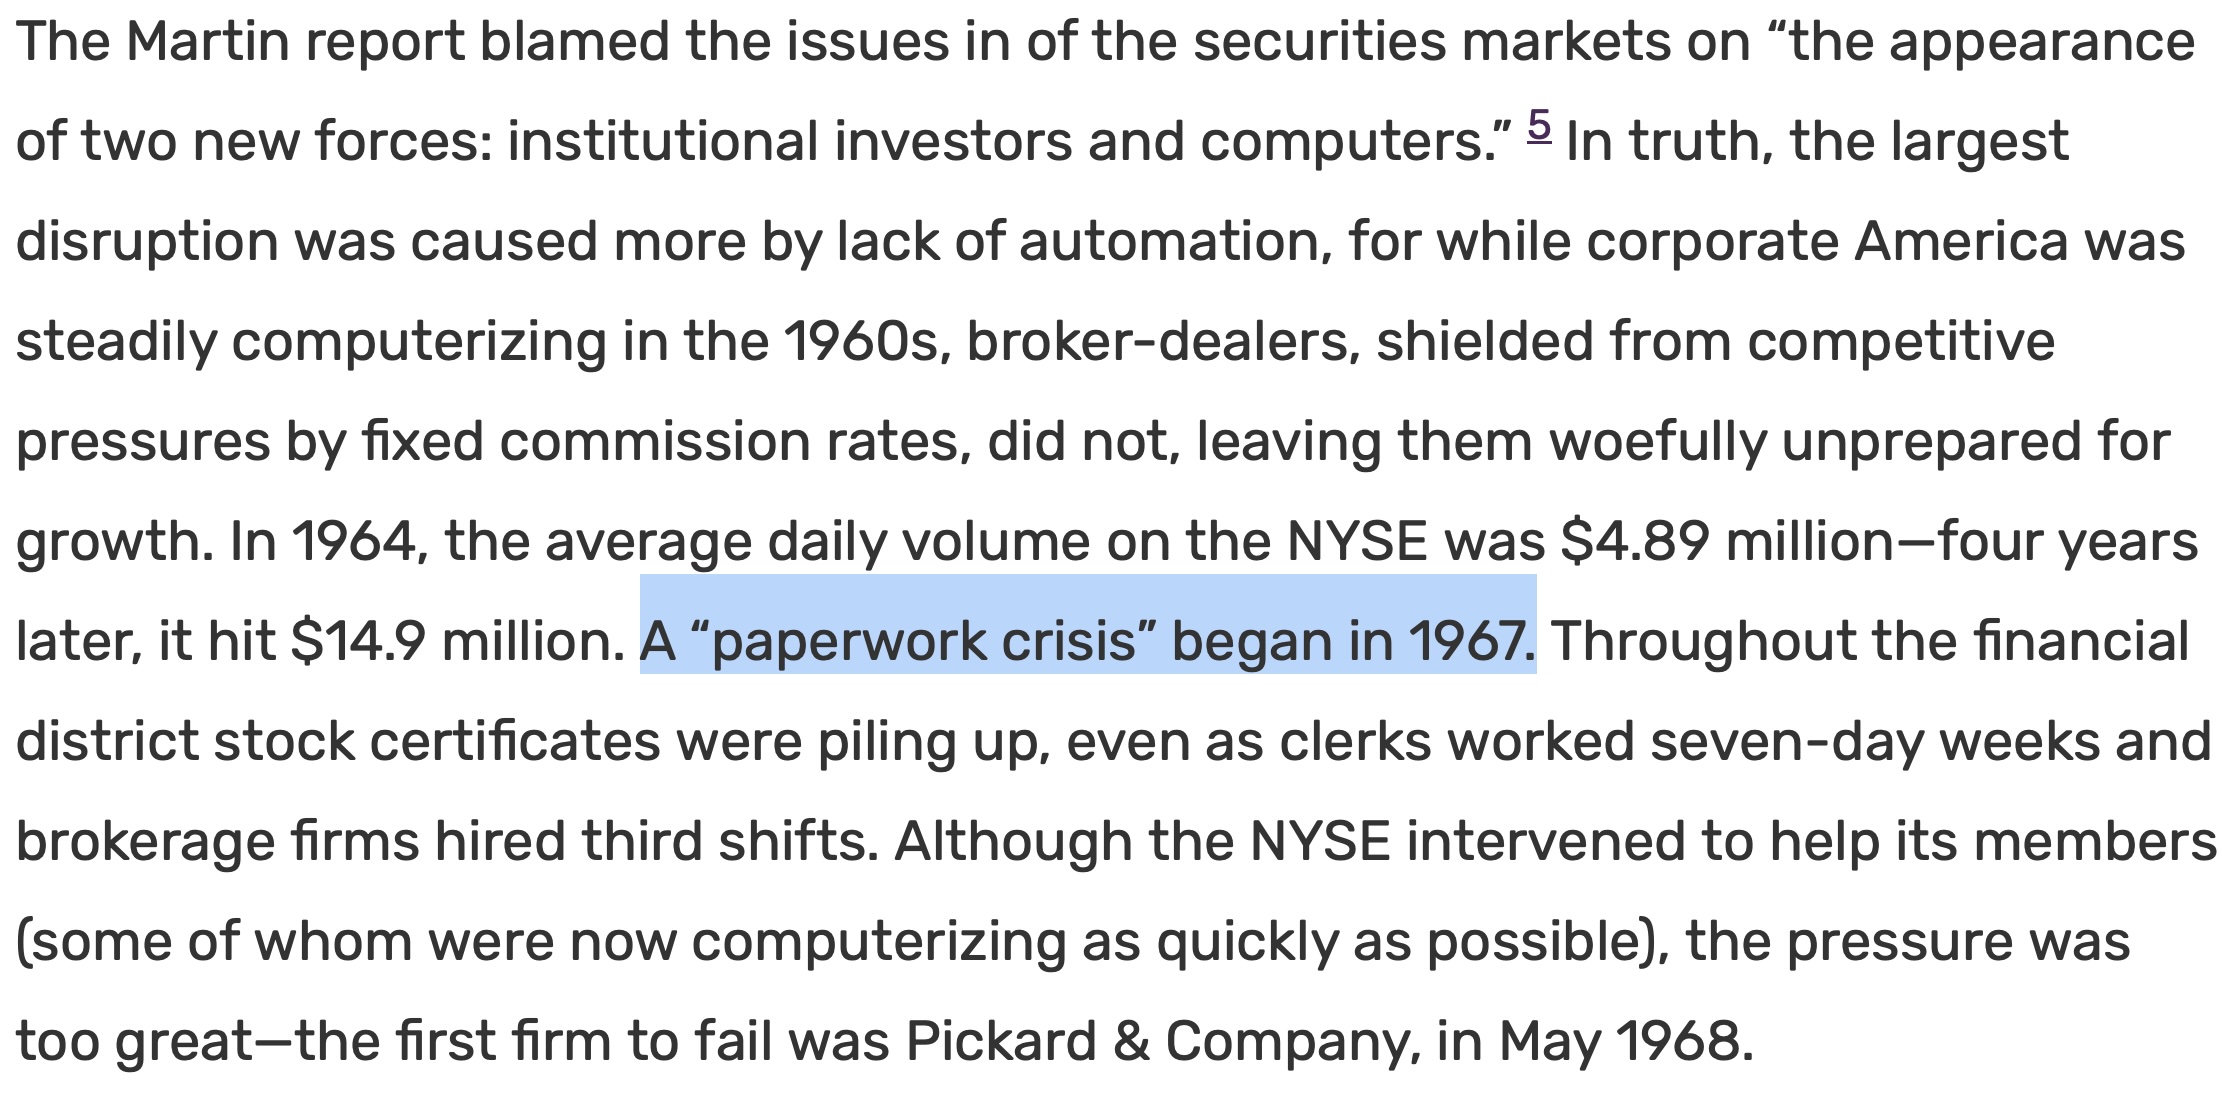 The Martin report blamed the issues in of the securities markets on “the appearance
of two new forces: institutional investors and computers.” 5 In truth, the largest
disruption was caused more by lack of automation, for while corporate America was
steadily computerizing in the 1960s, broker-dealers, shielded from competitive
pressures by fixed commission rates, did not, leaving them woefully unprepared for
growth. In 1964, the average daily volume on the NYSE was $4.89 million—four years
later, it hit $14.9 million. A “paperwork crisis” began in 1967. Throughout the financial
district stock certificates were piling up, even as clerks worked seven-day weeks and
brokerage firms hired third shifts. Although the NYSE intervened to help its members
(some of whom were now computerizing as quickly as possible), the pressure was
too great—the first firm to fail was Pickard & Company, in May 1968.